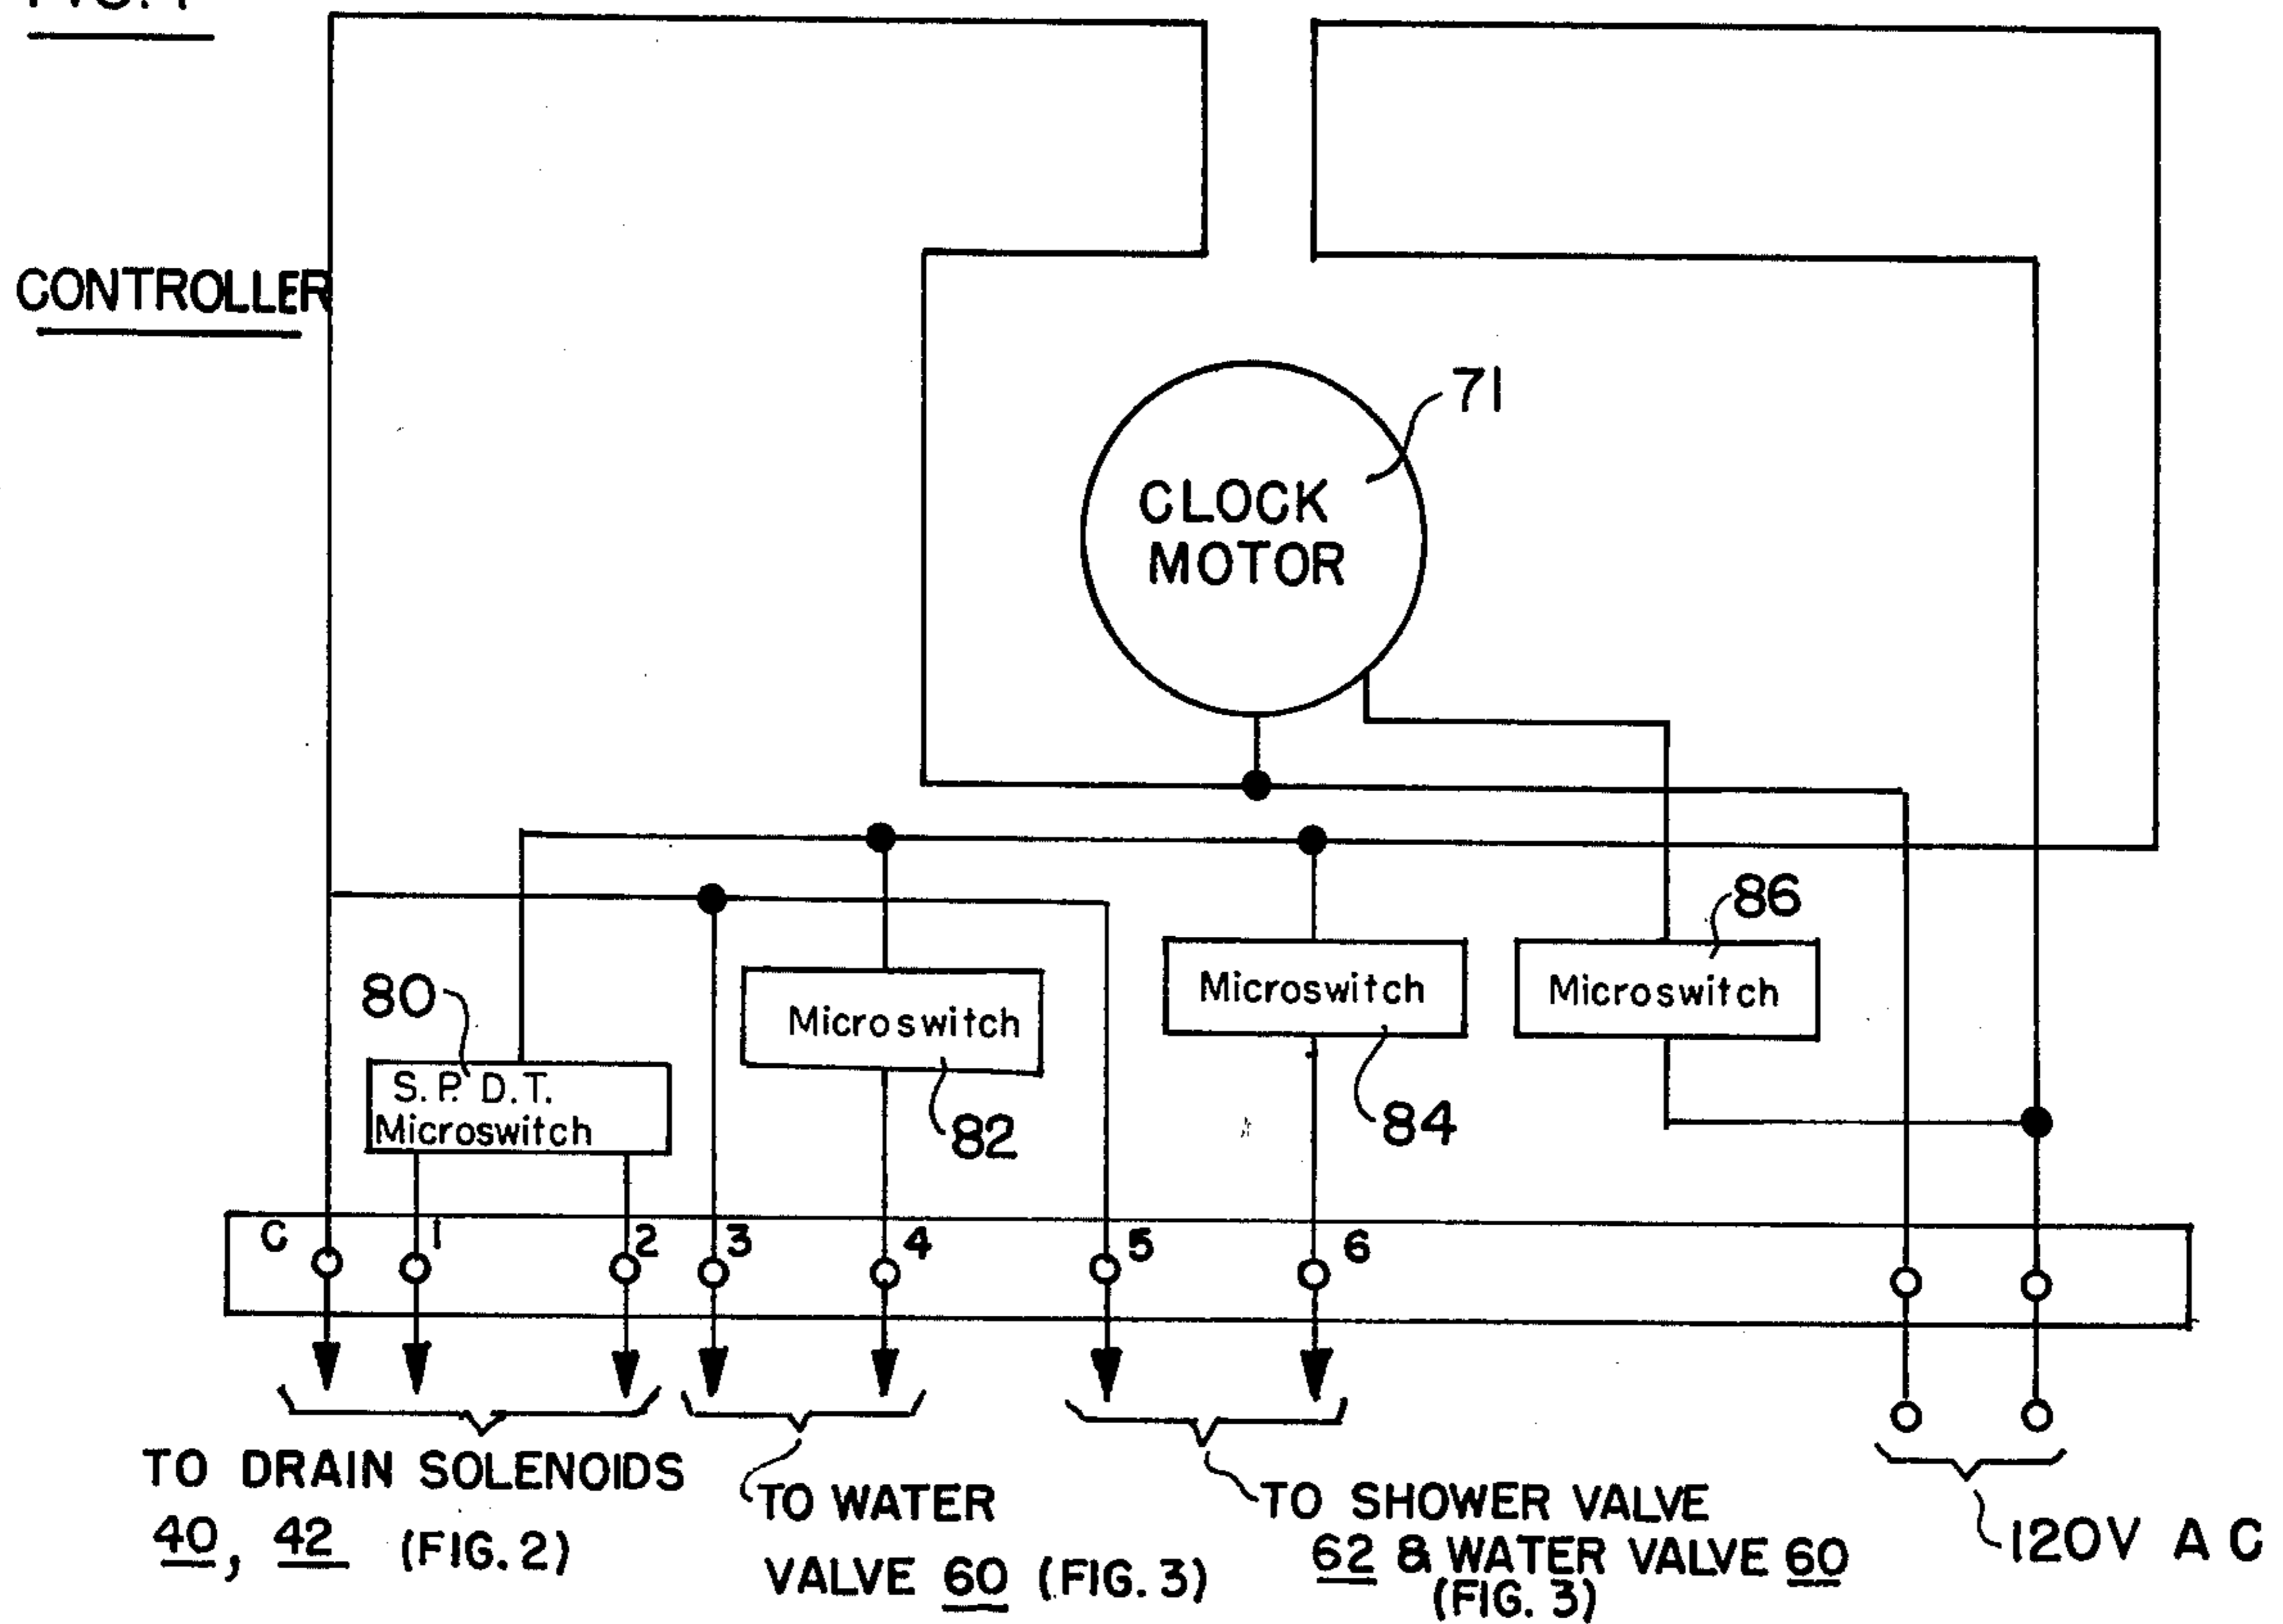 CONTROLLER
71
CLOCK
MOTOR
86
80
Microswitch
Microswitch
Microswitch
S.P. D.T.
Microswitch
82
84
C
1
2
3
4
5
6
TO DRAIN SOLENOIDS
40, 42 (FIG. 2)
TO WATER
VALVE 60 (FIG. 3)
TO SHOWER VALVE
62 & WATER VALVE 60
(FIG. 3)
120V A C